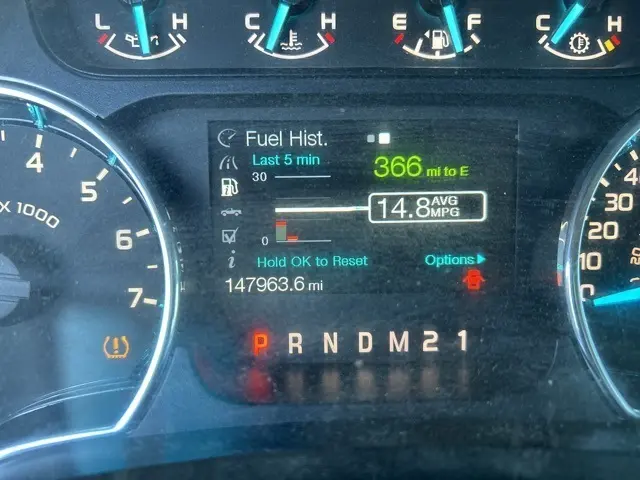 L H C H E F C H
Fuel Hist.
Last 5 min
366 mi to E
30
14.8 AVG MPG
0
Hold OK to Reset Options
147963.6 mi
P R N D M 2 1
4
5
6
7
X 1000
40
30
20
10
0